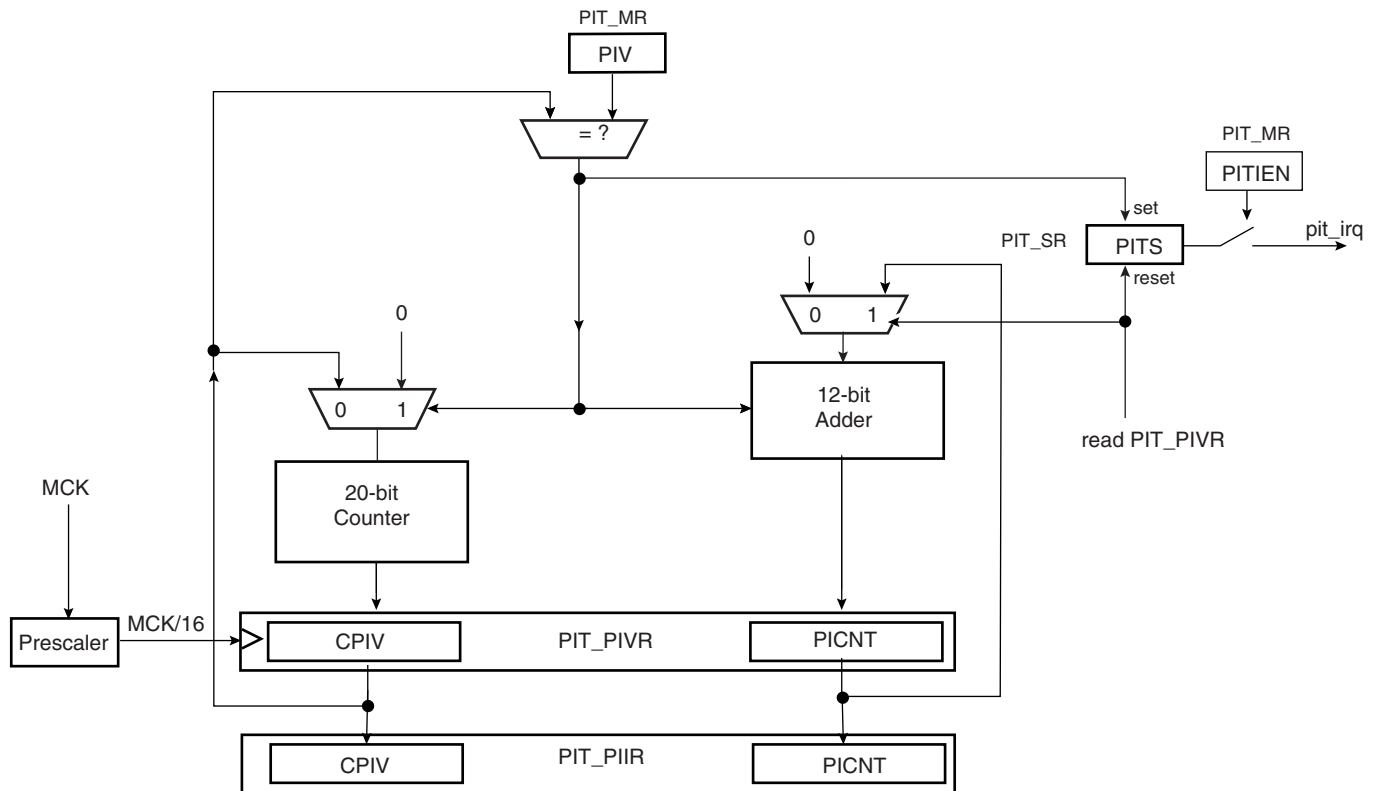 PIT_MR
PIV
= ?
PIT_MR
PITIEN
set
PIT_SR
PITS
pit_irq
reset
0
0 1
0
0 1
12-bit
Adder
read PIT_PIVR
MCK
20-bit
Counter
Prescaler
MCK/16
CPIV
PIT_PIVR
PICNT
CPIV
PIT_PIIR
PICNT